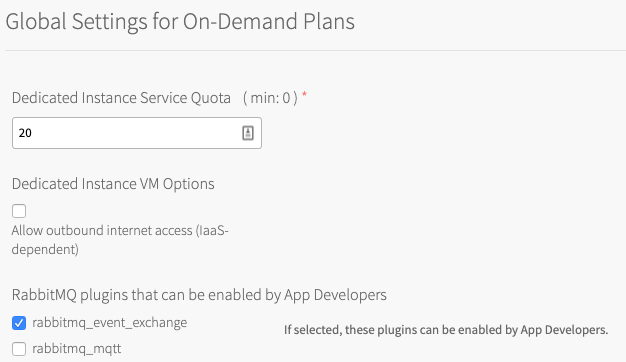 Global Settings for On-Demand Plans
Dedicated Instance Service Quota ( min: 0 ) *
20
Dedicated Instance VM Options
Allow outbound internet access (IaaS-
dependent)
RabbitMQ plugins that can be enabled by App Developers
rabbitmq_event_exchange
If selected, these plugins can be enabled by App Developers.
rabbitmq_mqtt